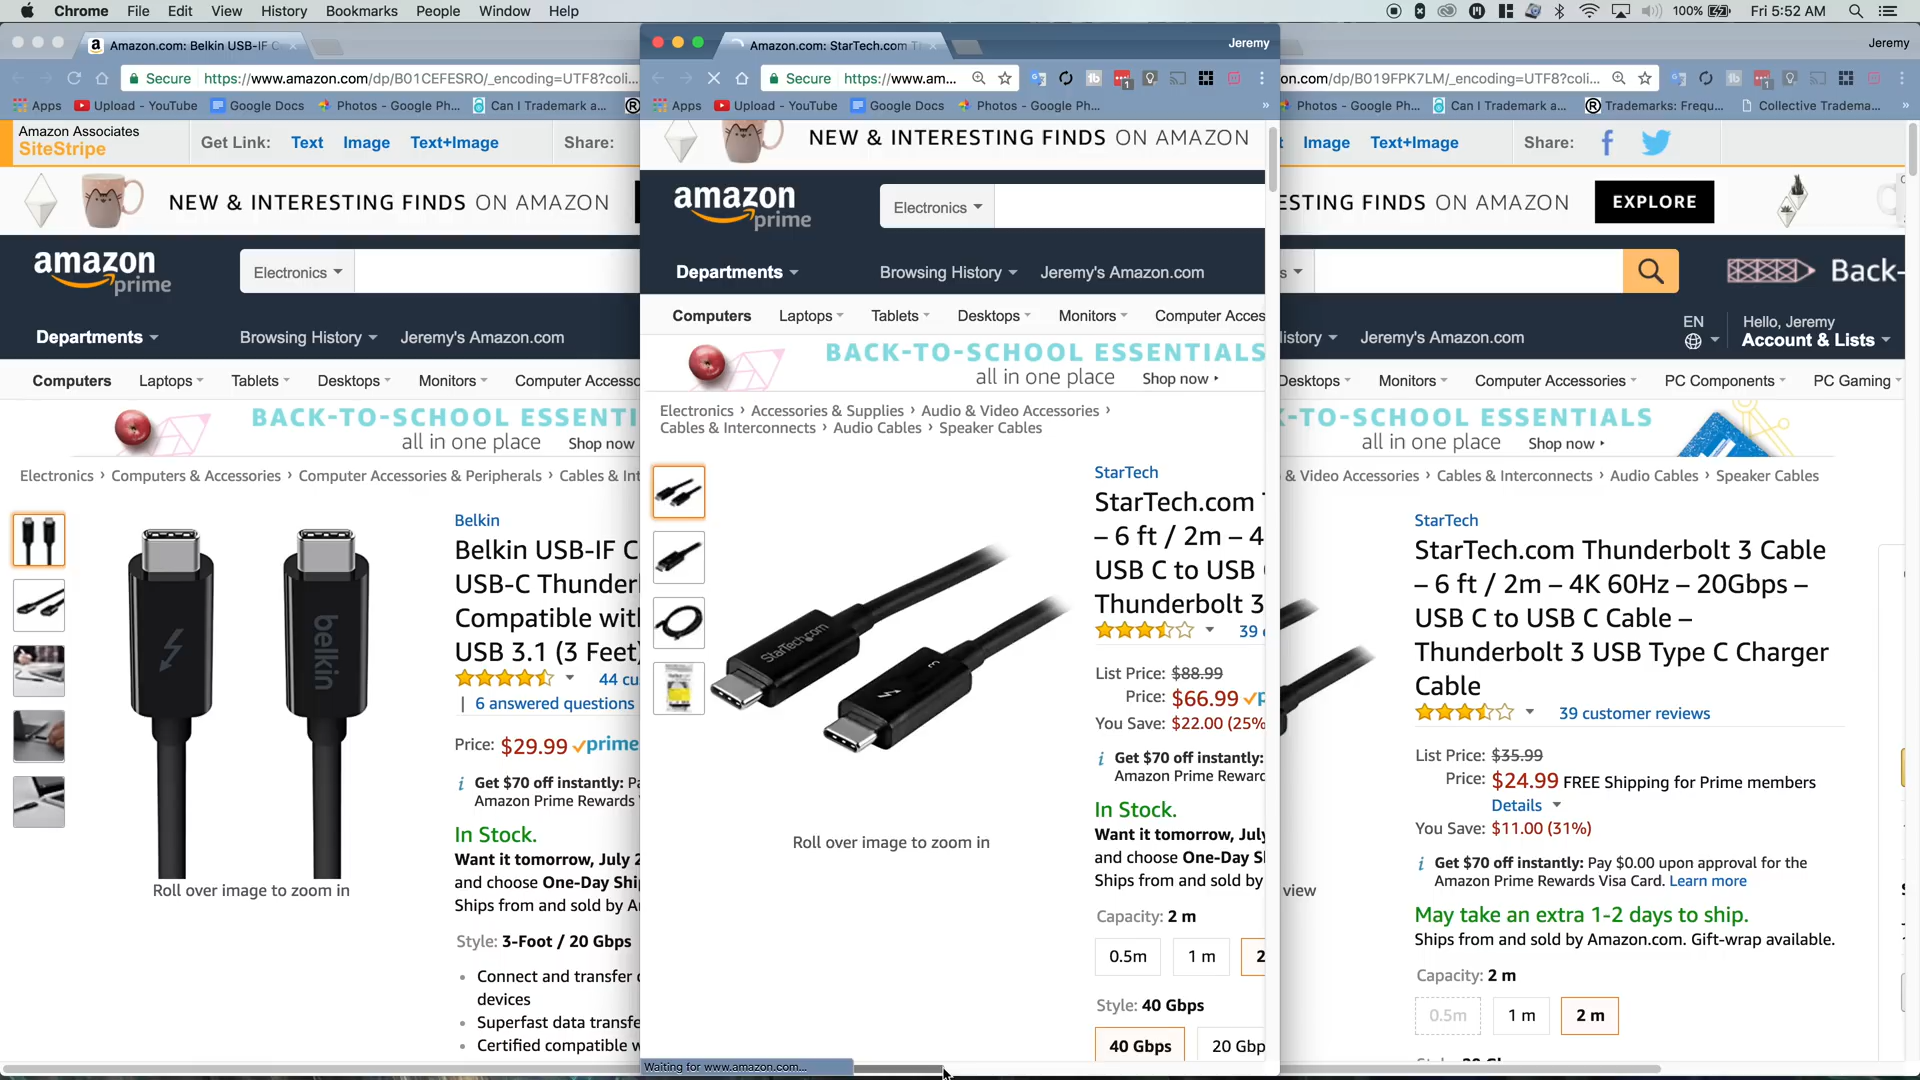 Chrome File Edit View History Bookmarks People Window Help
100% Fri 5:52 AM
Amazon.com: Belkin USB-IF C
Secure https://www.amazon.com/dp/B01CEFESRO/_encoding=UTF8?coli...
Apps Upload - YouTube Google Docs Photos - Google Ph... Can I Trademark a...
Amazon Associates
SiteStripe
Get Link: Text Image Text+Image Share:
NEW & INTERESTING FINDS ON AMAZON
amazon
prime
Electronics
Departments
Browsing History Jeremy's Amazon.com
Computers Laptops Tablets Desktops Monitors Computer Accesso
BACK-TO-SCHOOL ESSENTI
all in one place Shop now
Electronics › Computers & Accessories › Computer Accessories & Peripherals › Cables & Int
belkin
Roll over image to zoom in
Belkin
Belkin USB-IF C
USB-C Thunder
Compatible with
USB 3.1 (3 Feet)
44 cu
| 6 answered questions
Price: $29.99 prime
Get $70 off instantly: Pa
Amazon Prime Rewards
In Stock.
Want it tomorrow, July 2
and choose One-Day Shi
Ships from and sold by A
Style: 3-Foot / 20 Gbps
• Connect and transfer
devices
• Superfast data transfe
• Certified compatible w
Amazon.com: StarTech.com T
Jeremy
Secure https://www.am...
Apps Upload - YouTube Google Docs Photos - Google Ph... »
NEW & INTERESTING FINDS ON AMAZON
amazon
prime
Electronics
Departments
Browsing History Jeremy's Amazon.com
Computers Laptops Tablets Desktops Monitors Computer Acces
BACK-TO-SCHOOL ESSENTIALS
all in one place Shop now
Electronics › Accessories & Supplies › Audio & Video Accessories ›
Cables & Interconnects › Audio Cables › Speaker Cables
StarTech.com
Roll over image to zoom in
StarTech
StarTech.com T
– 6 ft / 2m – 4
USB C to USB
Thunderbolt 3
39
List Price: $88.99
Price: $66.99
You Save: $22.00 (25%
Get $70 off instantly:
Amazon Prime Reward
In Stock.
Want it tomorrow, July
and choose One-Day S
Ships from and sold by
Capacity: 2 m
0.5m 1 m 2
Style: 40 Gbps
40 Gbps 20 Gbp
Waiting for www.amazon.com...
Jeremy
on.com/dp/B019FPK7LM/_encoding=UTF8?coli...
Photos - Google Ph... Can I Trademark a... Trademarks: Frequ... Collective Tradema... »
t Image Text+Image Share:
ESTING FINDS ON AMAZON EXPLORE
s Back-
History Jeremy's Amazon.com
EN
Hello, Jeremy
Account & Lists
Desktops Monitors Computer Accessories PC Components PC Gaming
K-TO-SCHOOL ESSENTIALS
all in one place Shop now
& Video Accessories › Cables & Interconnects › Audio Cables › Speaker Cables
view
StarTech
StarTech.com Thunderbolt 3 Cable
– 6 ft / 2m – 4K 60Hz – 20Gbps –
USB C to USB C Cable –
Thunderbolt 3 USB Type C Charger
Cable
39 customer reviews
List Price: $35.99
Price: $24.99 FREE Shipping for Prime members
Details
You Save: $11.00 (31%)
Get $70 off instantly: Pay $0.00 upon approval for the
Amazon Prime Rewards Visa Card. Learn more
May take an extra 1-2 days to ship.
Ships from and sold by Amazon.com. Gift-wrap available.
Capacity: 2 m
0.5m 1 m 2 m